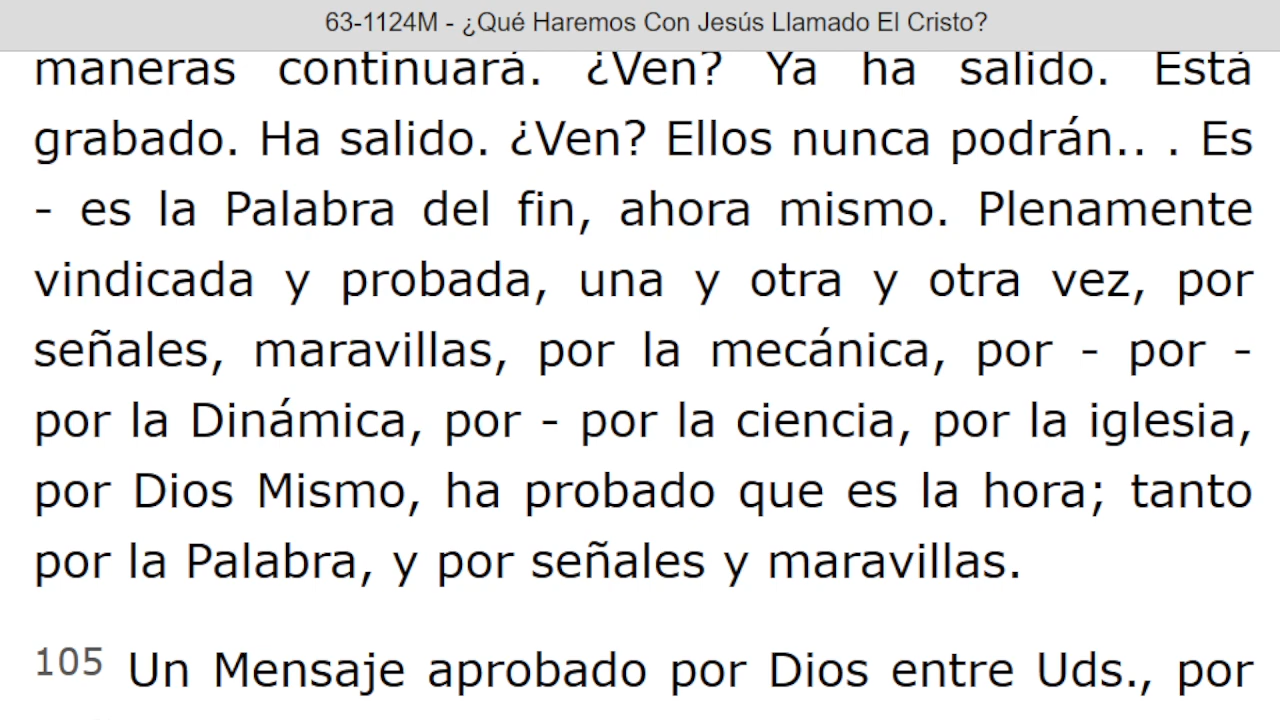 63-1124M - ¿Qué Haremos Con Jesús Llamado El Cristo?
maneras continuará. ¿Ven? Ya ha salido. Está
grabado. Ha salido. ¿Ven? Ellos nunca podrán.. . Es
- es la Palabra del fin, ahora mismo. Plenamente
vindicada y probada, una y otra y otra vez, por
señales, maravillas, por la mecánica, por - por -
por la Dinámica, por - por la ciencia, por la iglesia,
por Dios Mismo, ha probado que es la hora; tanto
por la Palabra, y por señales y maravillas.
105 Un Mensaje aprobado por Dios entre Uds., por